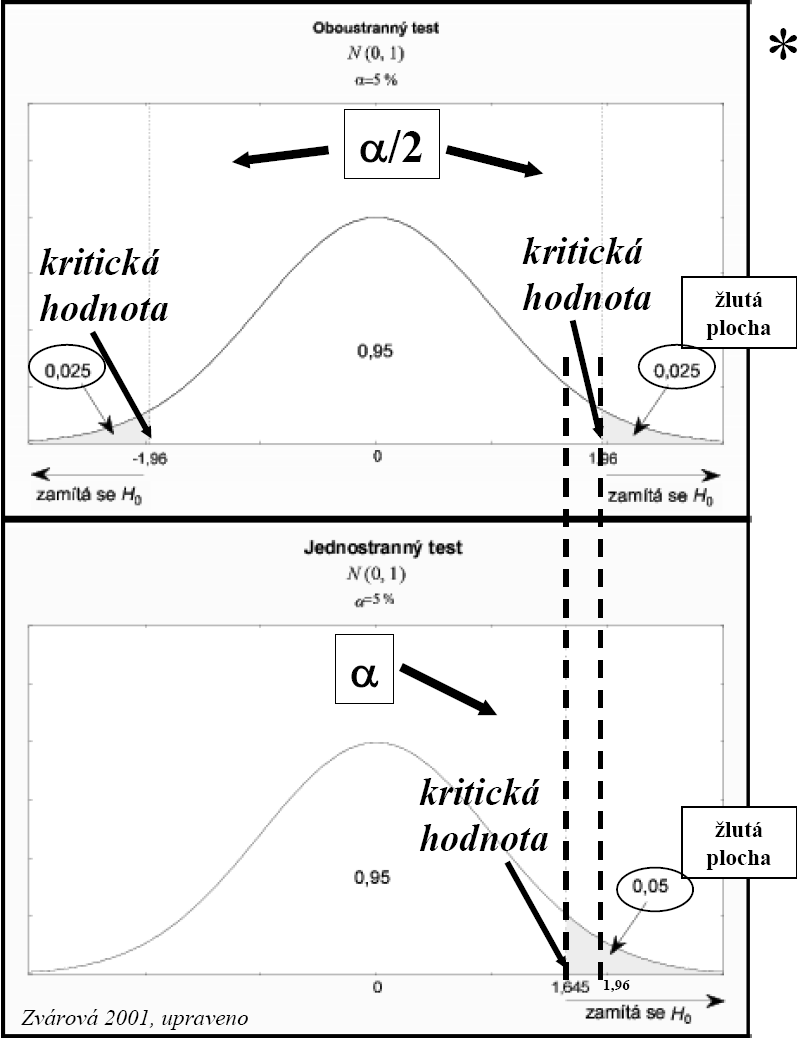 Oboustranný test
N (0, 1)
α=5 %
*
α/2
kritická
hodnota
kritická
hodnota
žlutá
plocha
0,025
0,95
0,025
-1,96
0
1,96
zamítá se H0
zamítá se H0
Jednostranný test
N (0, 1)
α=5 %
α
kritická
hodnota
žlutá
plocha
0,95
0,05
0
1,645
1,96
zamítá se H0
Zvárová 2001, upraveno